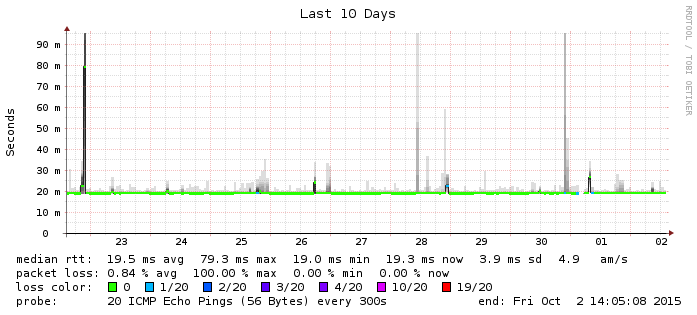 Last 10 Days
RRDTOOL / TOBI OETIKER
Seconds
90 m
80 m
70 m
60 m
50 m
40 m
30 m
20 m
10 m
0
23 24 25 26 27 28 29 30 01 02
median rtt: 19.5 ms avg 79.3 ms max 19.0 ms min 19.3 ms now 3.9 ms sd 4.9 am/s
packet loss: 0.84 % avg 100.00 % max 0.00 % min 0.00 % now
loss color: 0 1/20 2/20 3/20 4/20 10/20 19/20
probe: 20 ICMP Echo Pings (56 Bytes) every 300s end: Fri Oct 2 14:05:08 2015